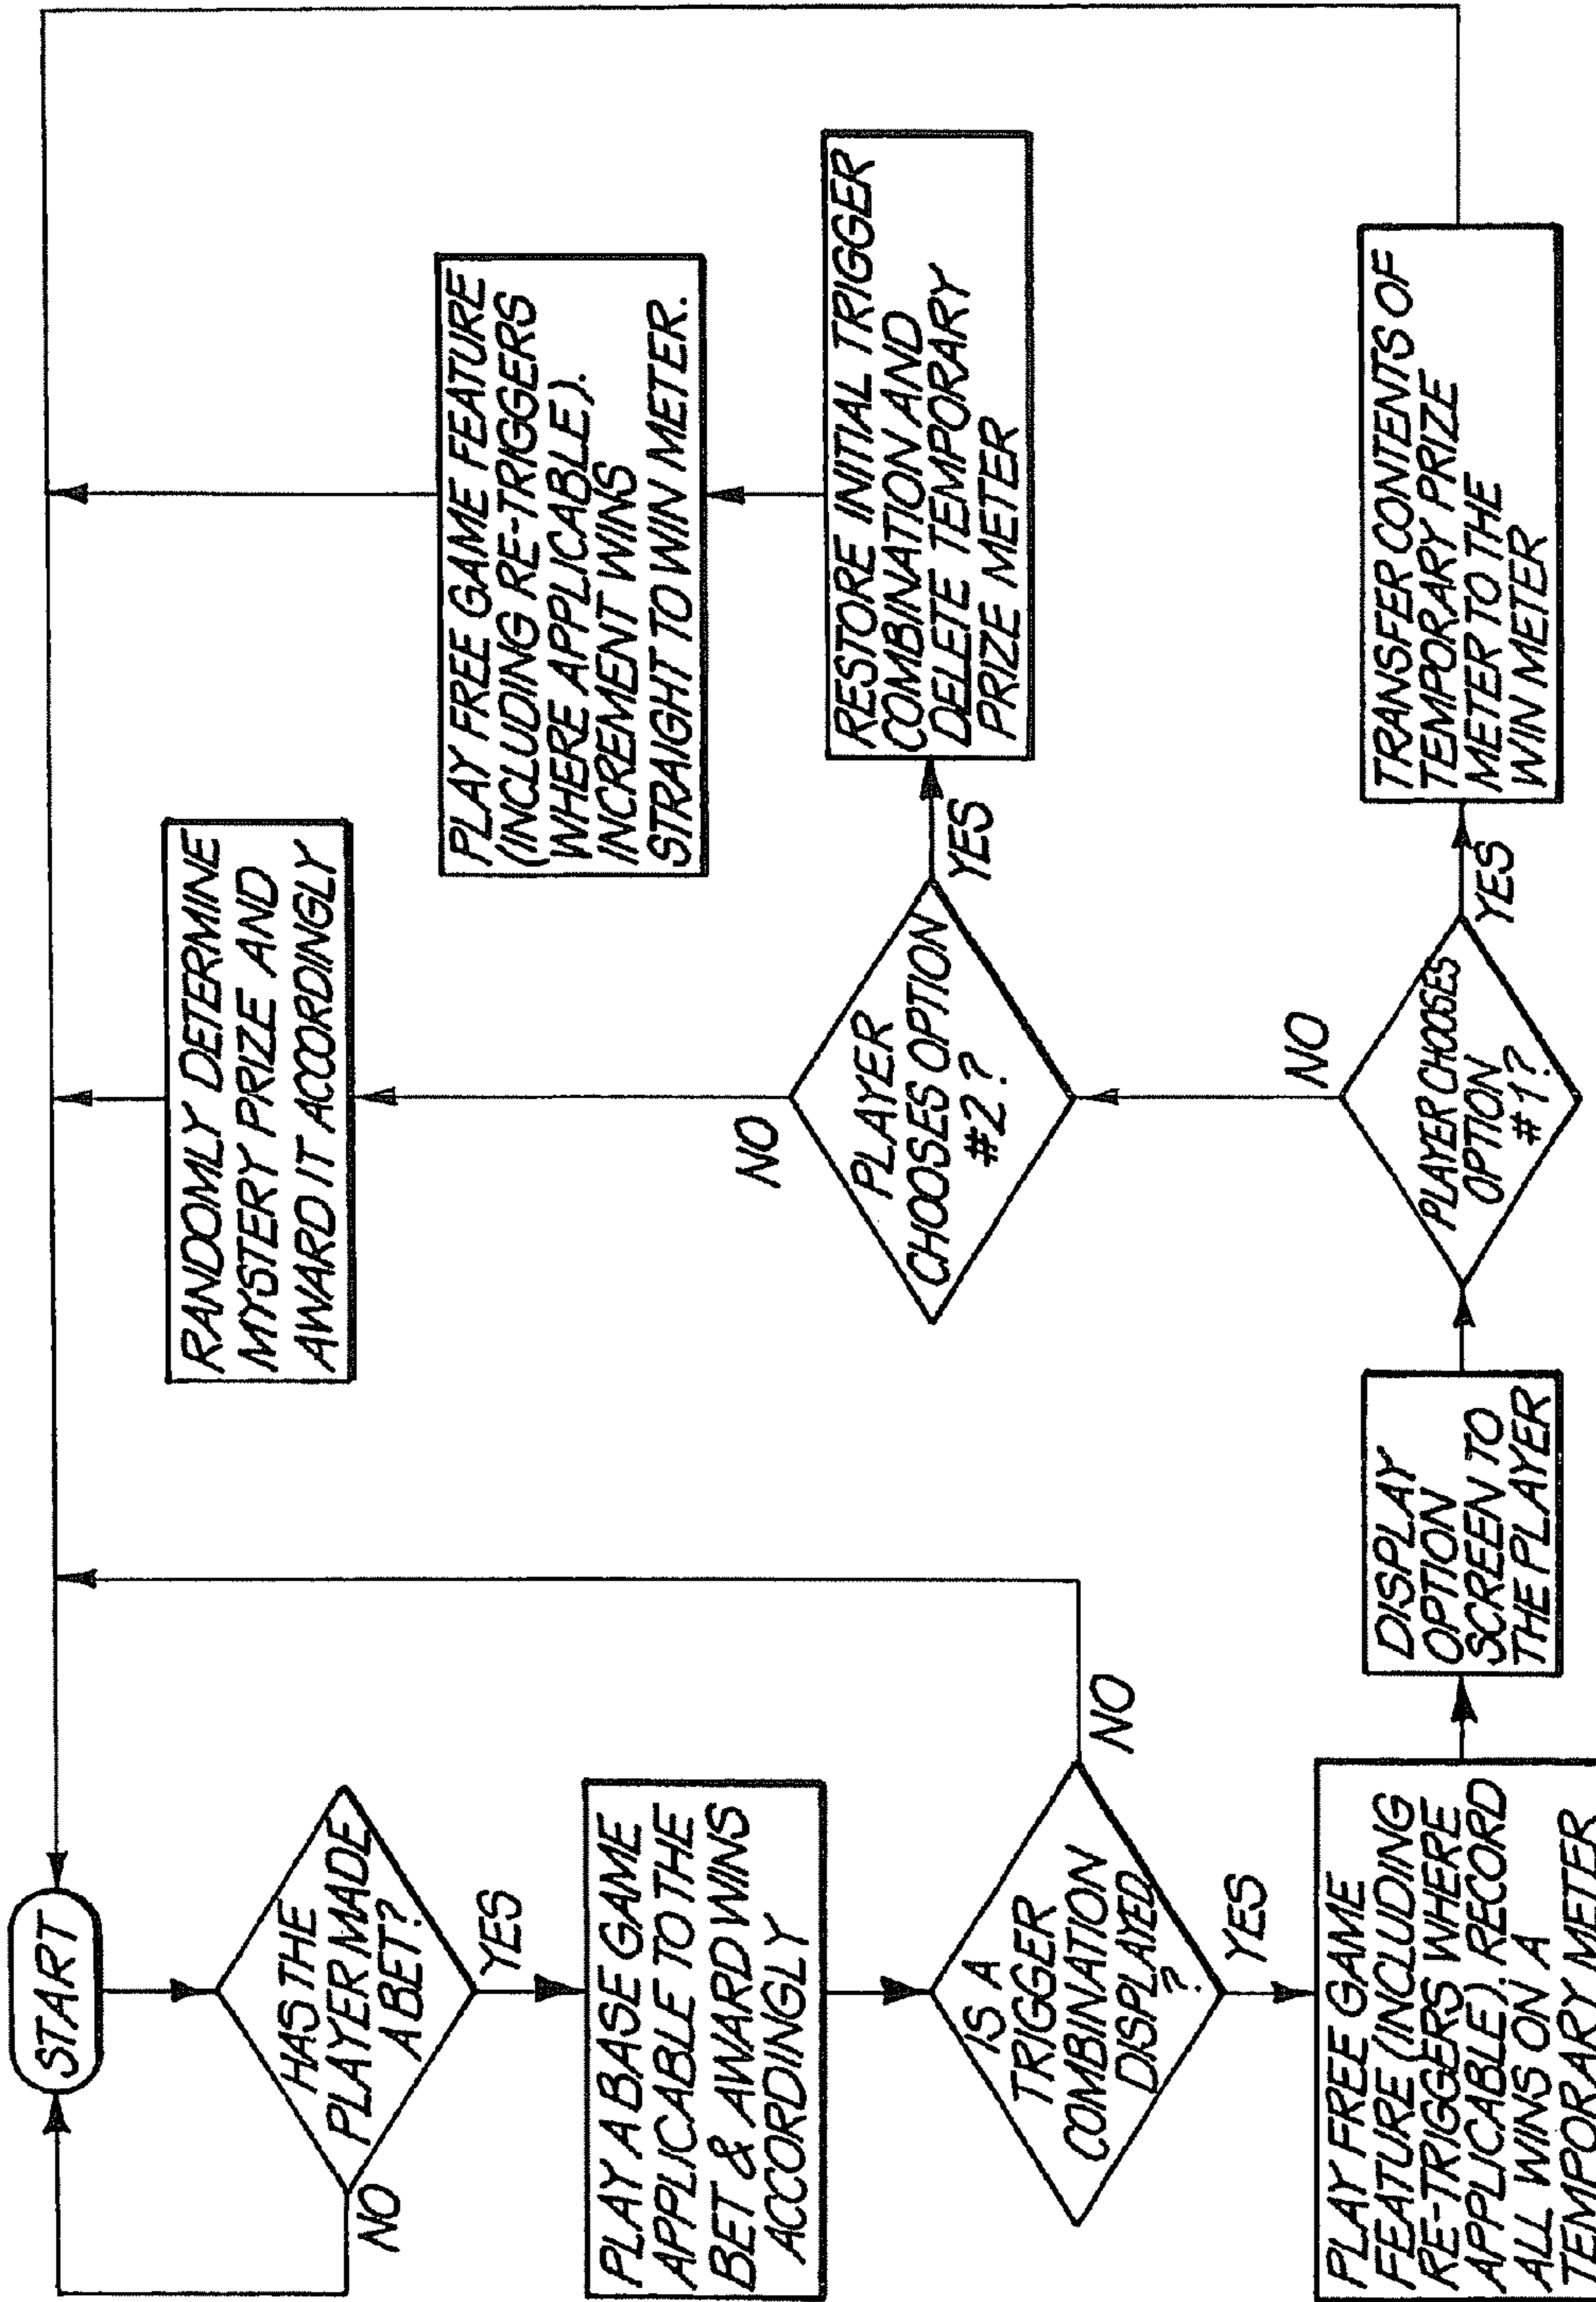 START
HAS THE
PLAYER MADE
A BET?
NO
YES
PLAY A BASE GAME
APPLICABLE TO THE
BET & AWARD WINS
ACCORDINGLY
IS A
TRIGGER
COMBINATION
DISPLAYED
?
NO
YES
PLAY FREE GAME
FEATURE (INCLUDING
RE-TRIGGERS WHERE
APPLICABLE). RECORD
ALL WINS ON A
TEMPORARY METER
DISPLAY
OPTION
SCREEN TO
THE PLAYER
PLAYER CHOOSES
OPTION
#1?
NO
YES
TRANSFER CONTENTS OF
TEMPORARY PRIZE
METER TO THE
WIN METER
PLAYER
CHOOSES OPTION
#2?
NO
YES
RESTORE INITIAL TRIGGER
COMBINATION AND
DELETE TEMPORARY
PRIZE METER
PLAY FREE GAME FEATURE
(INCLUDING RE-TRIGGERS
WHERE APPLICABLE).
INCREMENT WINS
STRAIGHT TO WIN METER.
RANDOMLY DETERMINE
MYSTERY PRIZE AND
AWARD IT ACCORDINGLY